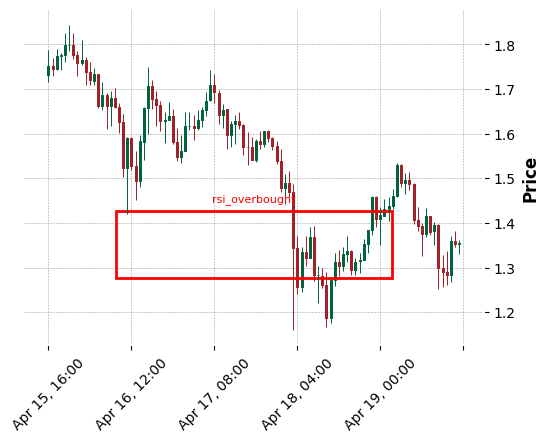 1.8
1.7
1.6
1.5
rsi_overbought
1.4
1.3
1.2
Price
Apr 15, 16:00
Apr 16, 12:00
Apr 17, 08:00
Apr 18, 04:00
Apr 19, 00:00